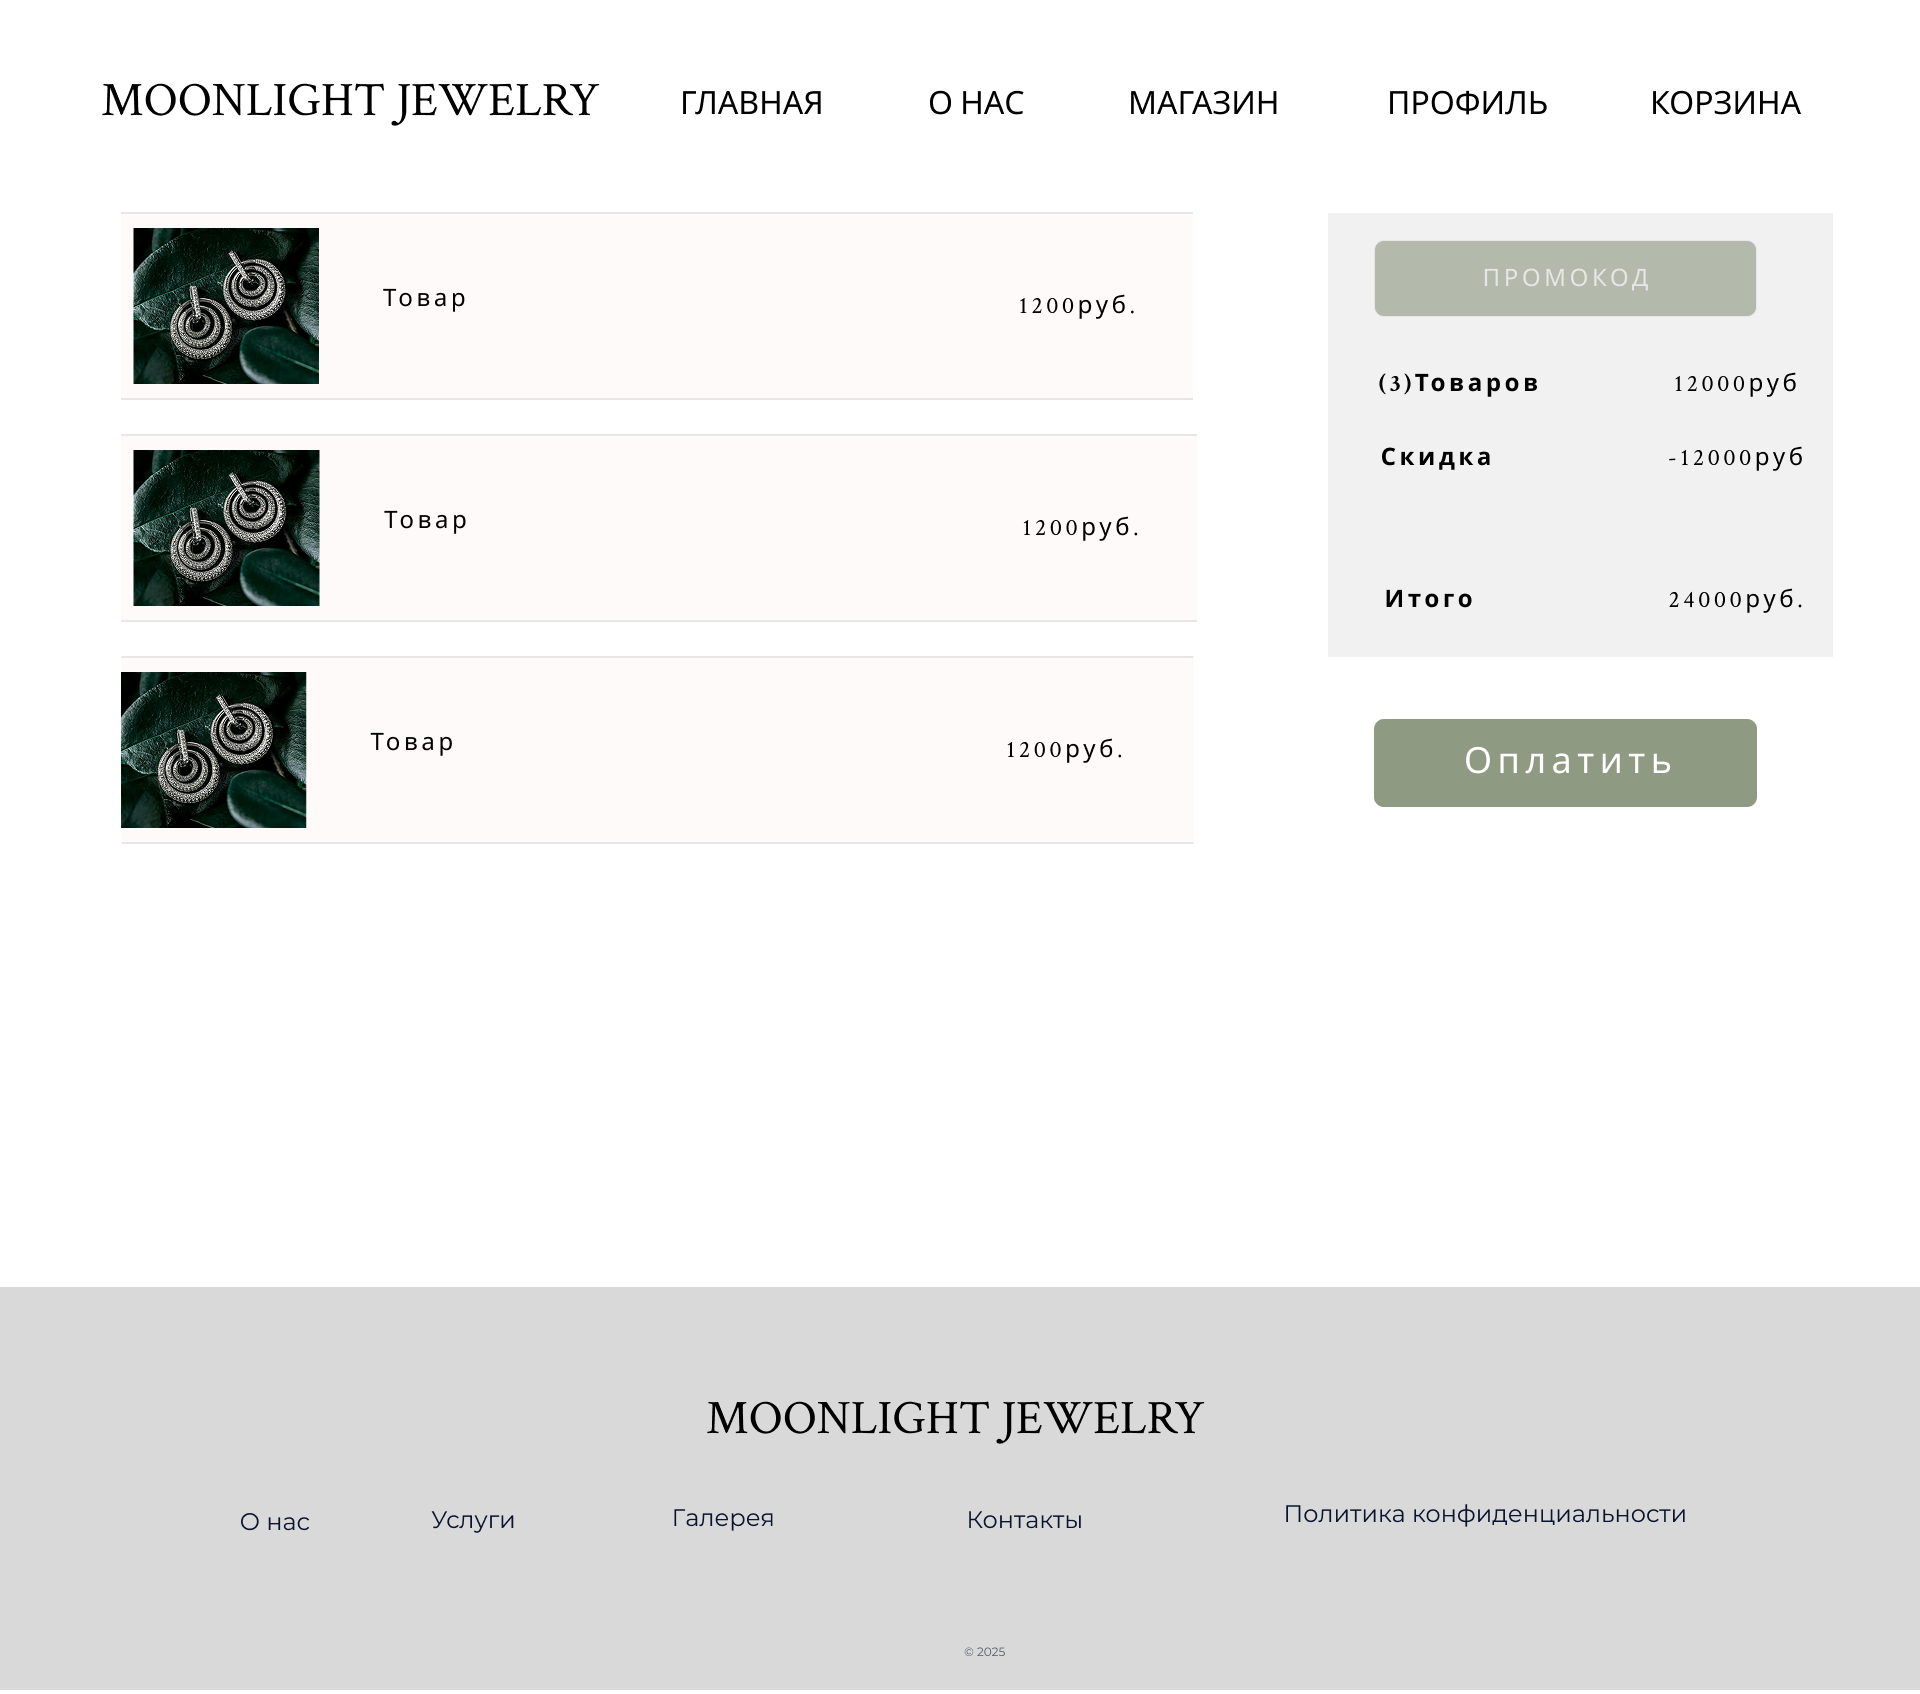 MOONLIGHT JEWELRY ГЛАВНАЯ О НАС МАГАЗИН ПРОФИЛЬ КОРЗИНА
Товар 1200руб.
Товар 1200руб.
Товар 1200руб.
ПРОМОКОД
(3)Товаров 12000руб
Скидка -12000руб
Итого 24000руб.
Оплатить
MOONLIGHT JEWELRY
О нас Услуги Галерея Контакты Политика конфиденциальности
© 2025